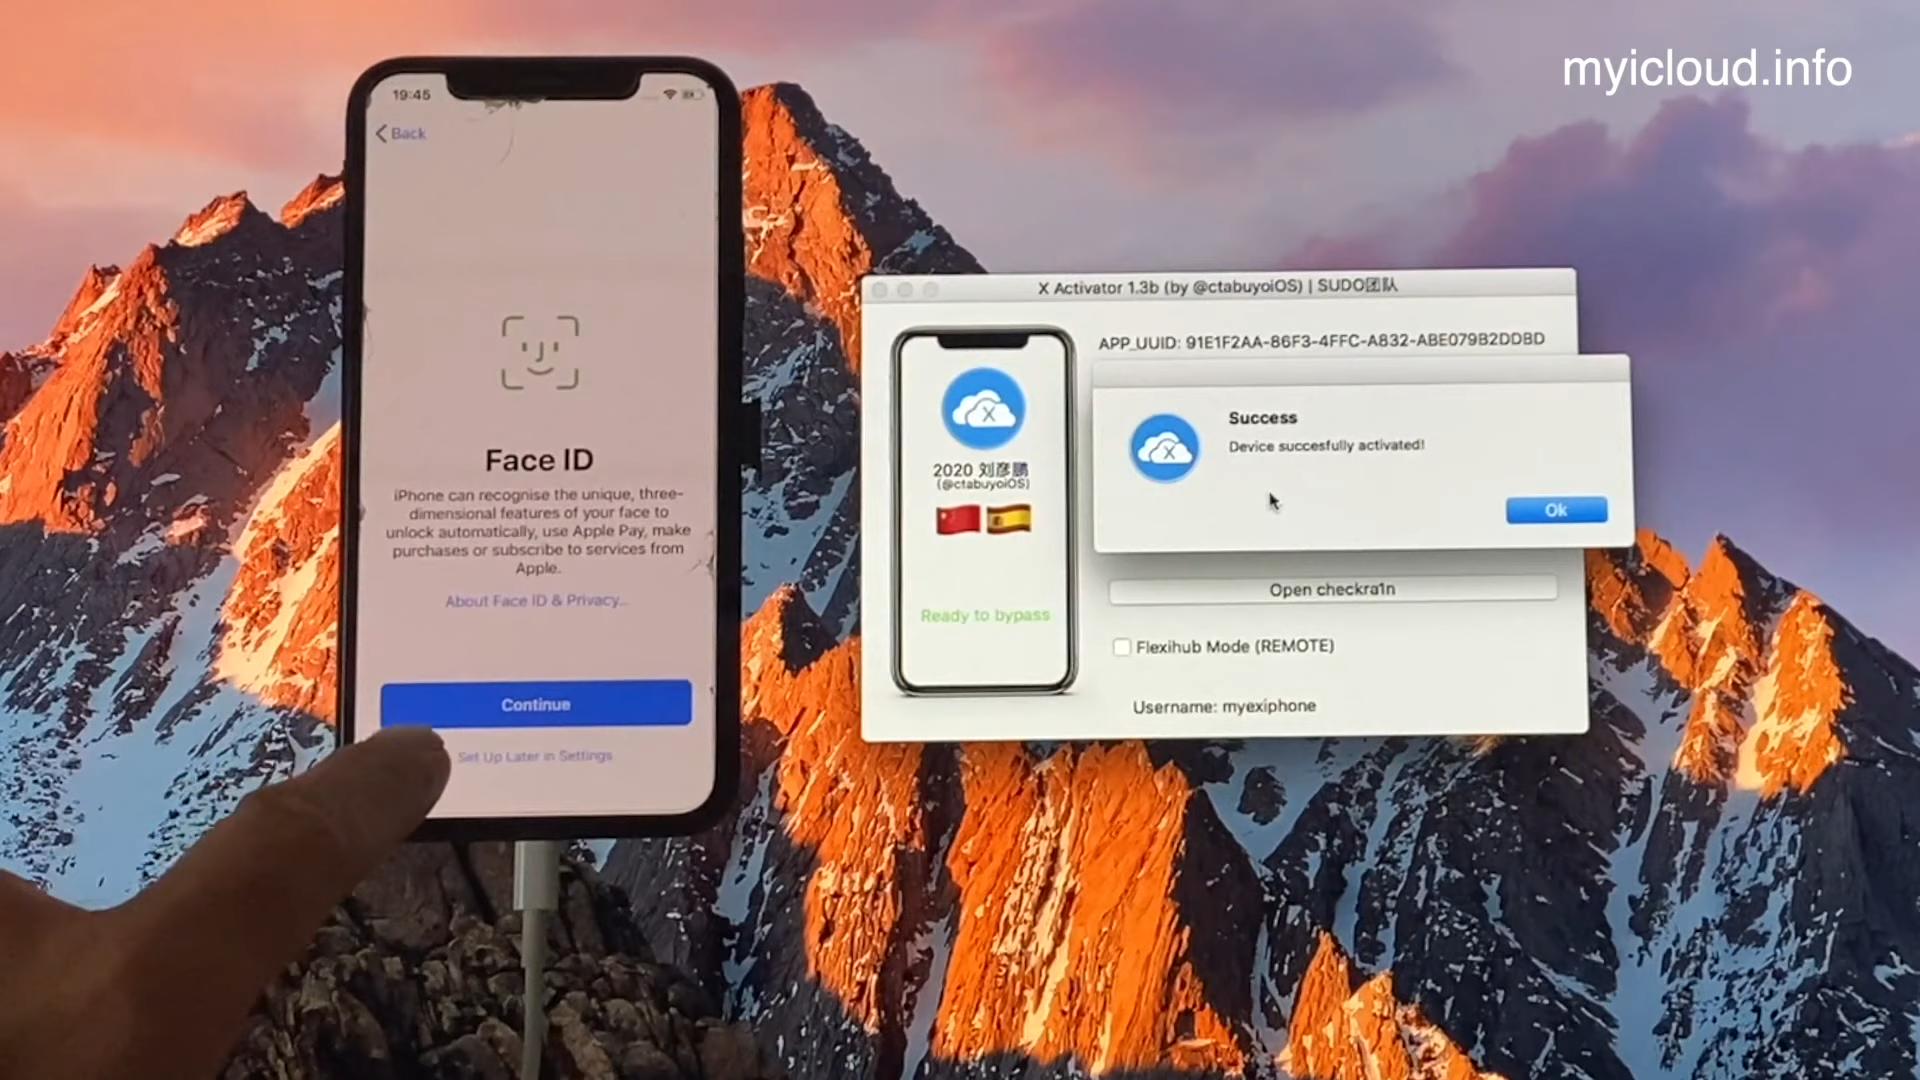 myicloud.info
19:45
Back
Face ID
iPhone can recognise the unique, three-
dimensional features of your face to
unlock automatically, use Apple Pay, make
purchases or subscribe to services from
Apple.
About Face ID & Privacy...
Continue
Set Up Later in Settings
X Activator 1.3b (by @ctabuyoiOS) | SUDO团队
APP_UUID: 91E1F2AA-86F3-4FFC-A832-ABE079B2DDBD
X
2020 刘彦鹏
(@ctabuyoiOS)
Ready to bypass
X
Success
Device succesfully activated!
Ok
Open checkra1n
Flexihub Mode (REMOTE)
Username: myexiphone